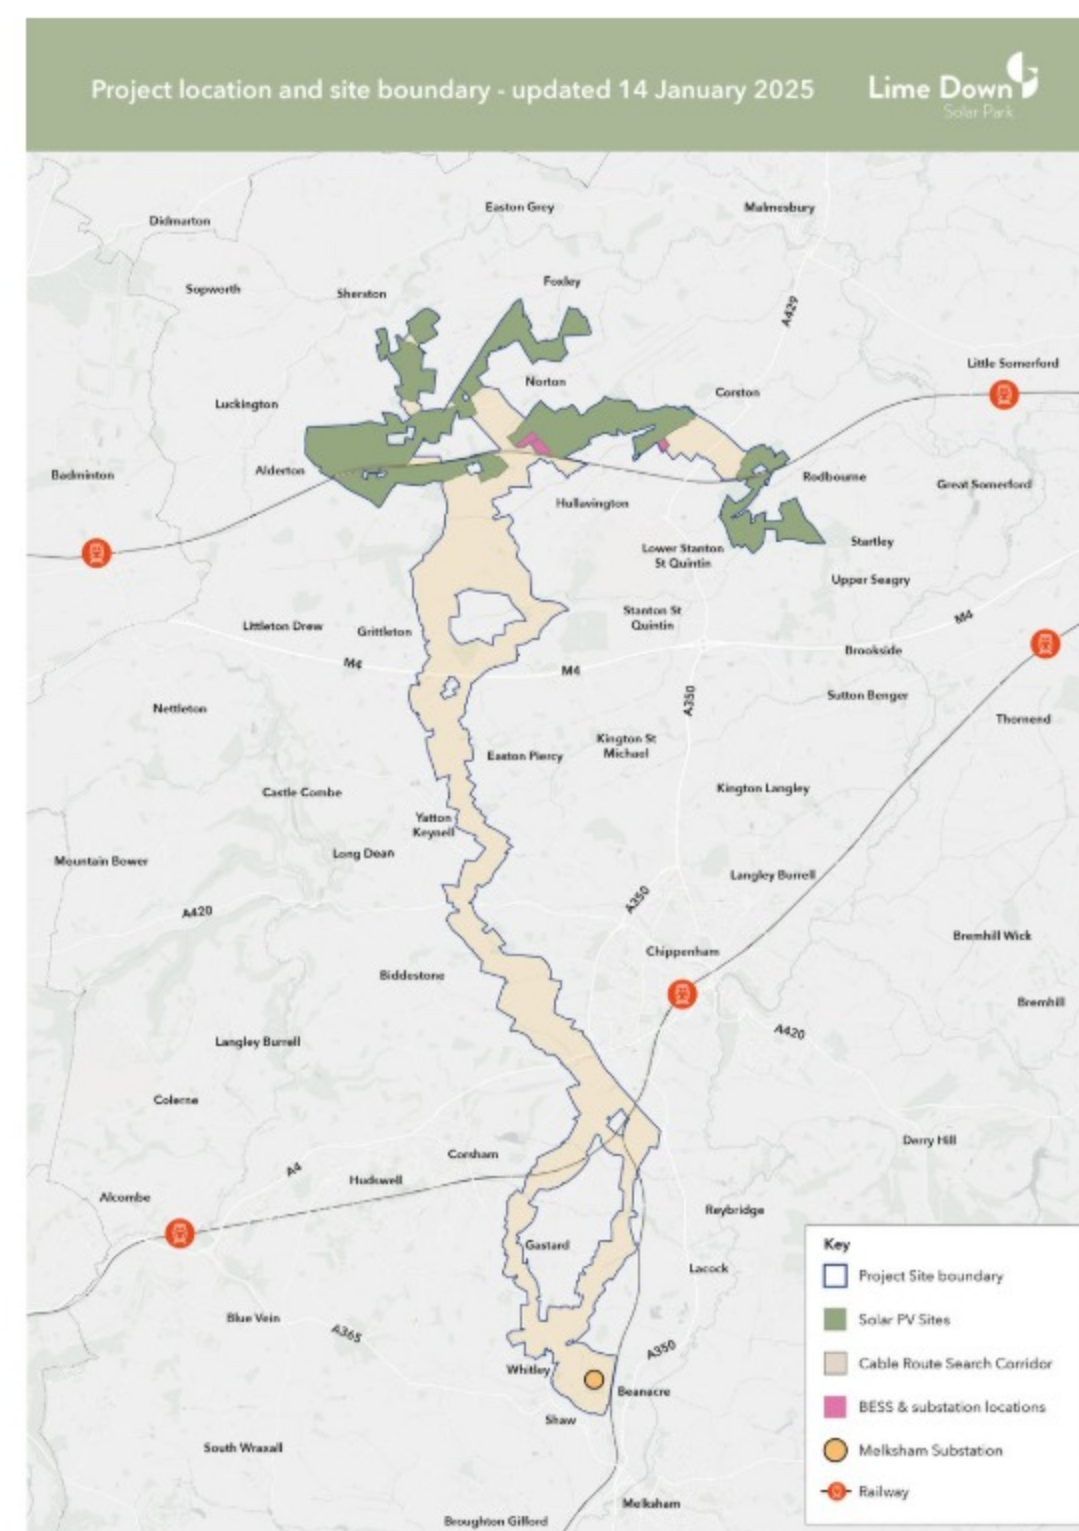 Project location and site boundary - updated 14 January 2025
Lime Down
Solar Park
Easton Grey
Malmesbury
Didmarton
Foxley
Sopworth
Sherston
A429
Little Somerford
Norton
Corston
Luckington
Alderton
Badminton
Rodbourne
Great Somerford
Hullavington
Startley
Lower Stanton
St Quintin
Upper Seagry
Stanton St
Quintin
M4
Littleton Drew
Grittleton
Brookside
M4
M4
Sutton Benger
A350
Nettleton
Thornend
Kington St
Michael
Easton Piercy
Castle Combe
Kington Langley
Yatton
Keynell
Long Dean
Mountain Bower
Langley Burrell
A350
A420
Bremhill Wick
Chippenham
Biddestone
Bremhill
A420
Langley Burrell
Colerne
Derry Hill
Corsham
A4
Hudswell
Alcombe
Reybridge
Gastard
Lacock
Blue Vein
A365
A350
Whitley
Beanacre
Shaw
South Wraxall
Melksham
Broughton Gifford
Key
Project Site boundary
Solar PV Sites
Cable Route Search Corridor
BESS & substation locations
Melksham Substation
Railway